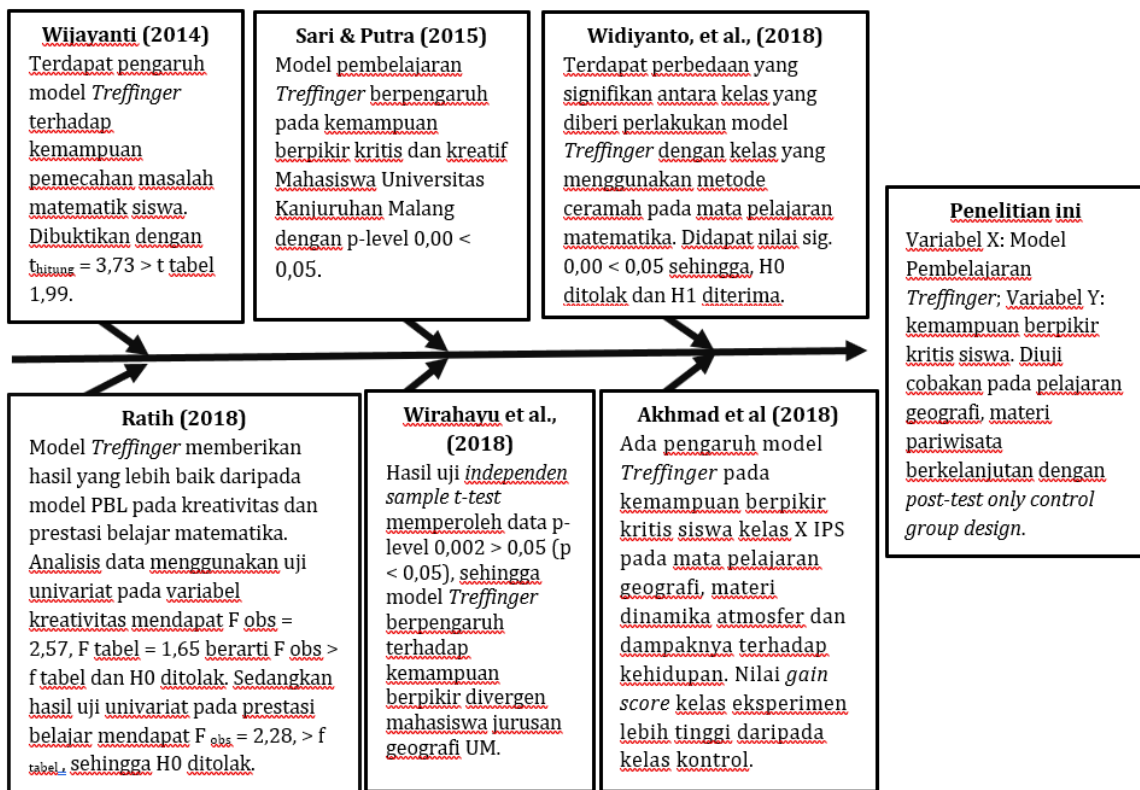 Wijayanti (2014)
Terdapat pengaruh
model Treffinger
terhadap
kemampuan
pemecahan masalah
matematik siswa.
Dibuktikan dengan
thitung = 3,73 > t tabel
1,99.
Sari & Putra (2015)
Model pembelajaran
Treffinger berpengaruh
pada kemampuan
berpikir kritis dan kreatif
Mahasiswa Universitas
Kanjuruhan Malang
dengan p-level 0,00 <
0,05.
Widiyanto, et al., (2018)
Terdapat perbedaan yang
signifikan antara kelas yang
diberi perlakukan model
Treffinger dengan kelas yang
menggunakan metode
ceramah pada mata pelajaran
matematika. Didapat nilai sig.
0,00 < 0,05 sehingga, H0
ditolak dan H1 diterima.
Penelitian ini
Variabel X: Model
Pembelajaran
Treffinger; Variabel Y:
kemampuan berpikir
kritis siswa. Diuji
cobakan pada pelajaran
geografi, materi
pariwisata
berkelanjutan dengan
post-test only control
group design.
Ratih (2018)
Model Treffinger memberikan
hasil yang lebih baik daripada
model PBL pada kreativitas dan
prestasi belajar matematika.
Analisis data menggunakan uji
univariat pada variabel
kreativitas mendapat F obs =
2,57, F tabel = 1,65 berarti F obs >
f tabel dan H0 ditolak. Sedangkan
hasil uji univariat pada prestasi
belajar mendapat F obs = 2,28, > f
tabel, sehingga H0 ditolak.
Wirahayu et al.,
(2018)
Hasil uji independen
sample t-test
memperoleh data p-
level 0,002 > 0,05 (p
< 0,05), sehingga
model Treffinger
berpengaruh
terhadap
kemampuan
berpikir divergen
mahasiswa jurusan
geografi UM.
Akhmad et al (2018)
Ada pengaruh model
Treffinger pada
kemampuan berpikir
kritis siswa kelas X IPS
pada mata pelajaran
geografi, materi
dinamika atmosfer dan
dampaknya terhadap
kehidupan. Nilai gain
score kelas eksperimen
lebih tinggi daripada
kelas kontrol.